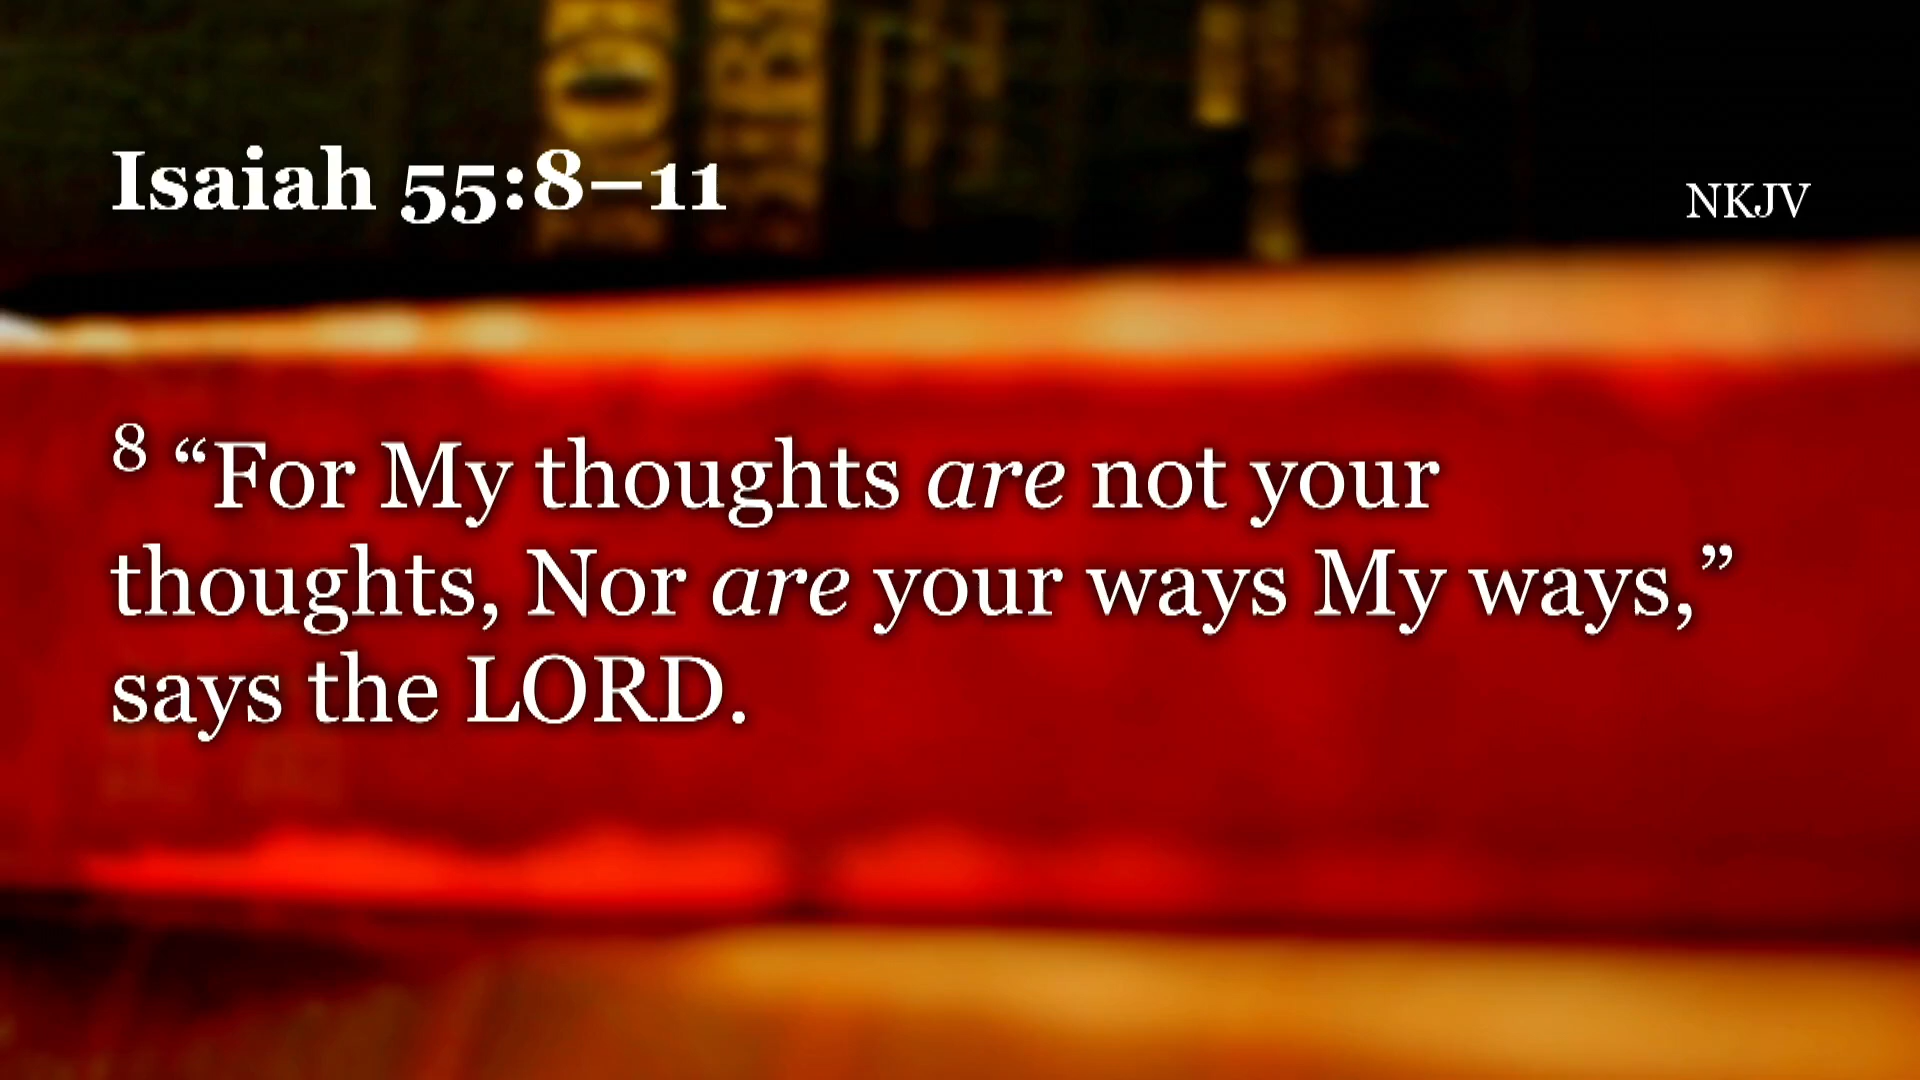 Isaiah 55:8–11
NKJV
8 “For My thoughts are not your
thoughts, Nor are your ways My ways,”
says the LORD.